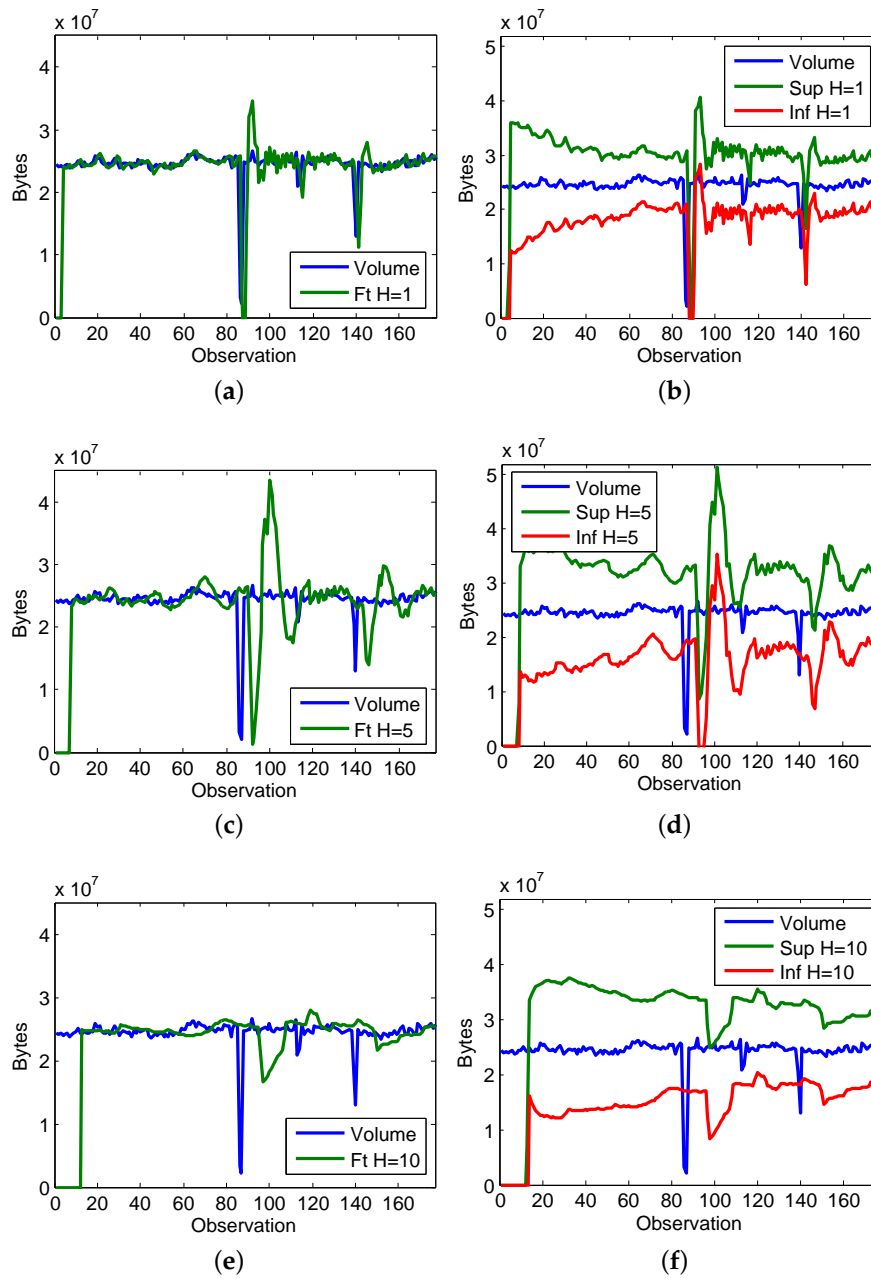 x 10^7
4
3
2
1
0
Bytes
0 20 40 60 80 100 120 140 160
Observation
Volume
Ft H=1
(a)
x 10^7
5
4
3
2
1
0
Bytes
0 20 40 60 80 100 120 140 160
Observation
Volume
Sup H=1
Inf H=1
(b)
x 10^7
4
3
2
1
0
Bytes
0 20 40 60 80 100 120 140 160
Observation
Volume
Ft H=5
(c)
x 10^7
5
4
3
2
1
0
Bytes
0 20 40 60 80 100 120 140 160
Observation
Volume
Sup H=5
Inf H=5
(d)
x 10^7
4
3
2
1
0
Bytes
0 20 40 60 80 100 120 140 160
Observation
Volume
Ft H=10
(e)
x 10^7
5
4
3
2
1
0
Bytes
0 20 40 60 80 100 120 140 160
Observation
Volume
Sup H=10
Inf H=10
(f)